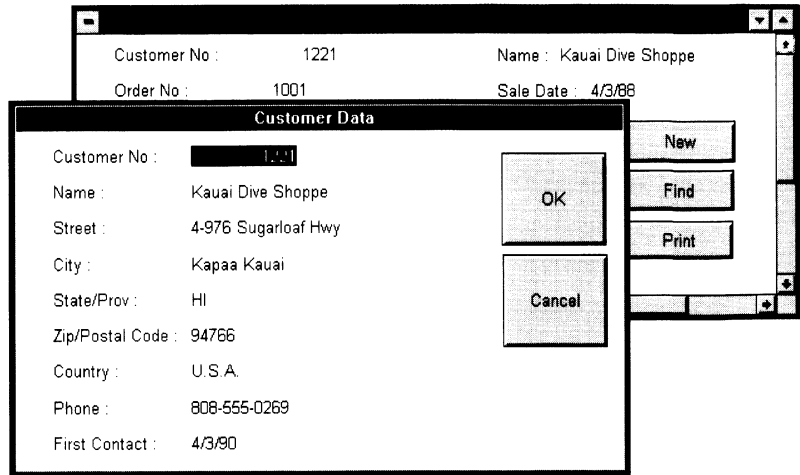 Customer No : 1221 Name : Kauai Dive Shoppe
Order No : 1001 Sale Date : 4/3/88
New
Find
Print
Customer Data
Customer No : 1221
Name : Kauai Dive Shoppe
Street : 4-976 Sugarloaf Hwy
City : Kapaa Kauai
State/Prov : HI
Zip/Postal Code : 94766
Country : U.S.A.
Phone : 808-555-0269
First Contact : 4/3/90
OK
Cancel